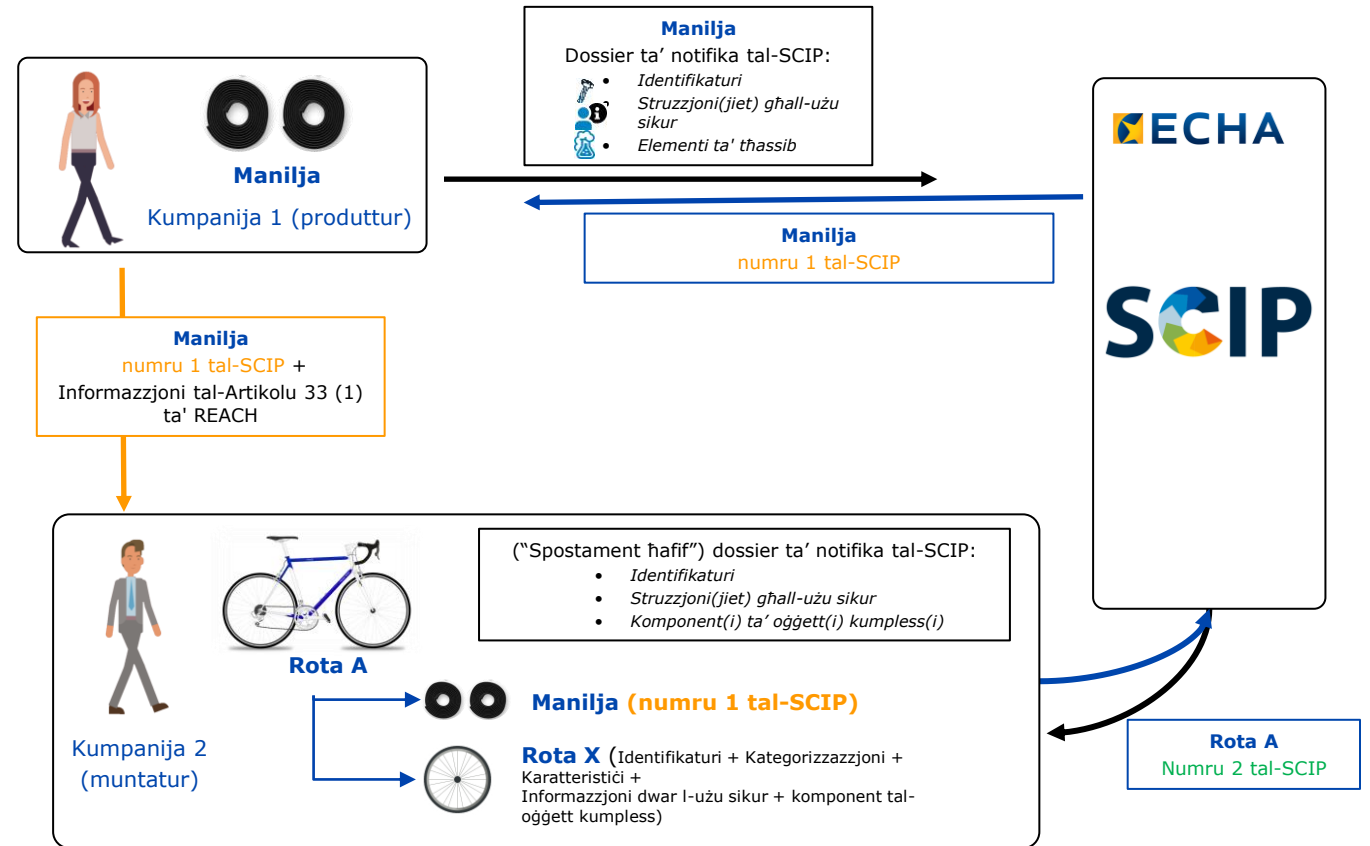 Manilja
Dossier ta’ notifika tal-SCIP:
• Identifikaturi
• Struzzjoni(jiet) għall-użu
sikur
• Elementi ta' tħassib
Manilja
Kumpanija 1 (produttur)
ECHA
SCIP
Manilja
numru 1 tal-SCIP
Manilja
numru 1 tal-SCIP +
Informazzjoni tal-Artikolu 33 (1)
ta' REACH
(“Spostament ħafif”) dossier ta’ notifika tal-SCIP:
• Identifikaturi
• Struzzjoni(jiet) għall-użu sikur
• Komponent(i) ta’ oġġett(i) kumpless(i)
Rota A
Manilja (numru 1 tal-SCIP)
Kumpanija 2
(muntatur)
Rota X (Identifikaturi + Kategorizzazzjoni +
Karatteristiċi +
Informazzjoni dwar l-użu sikur + komponent tal-
oġġett kumpless)
Rota A
Numru 2 tal-SCIP